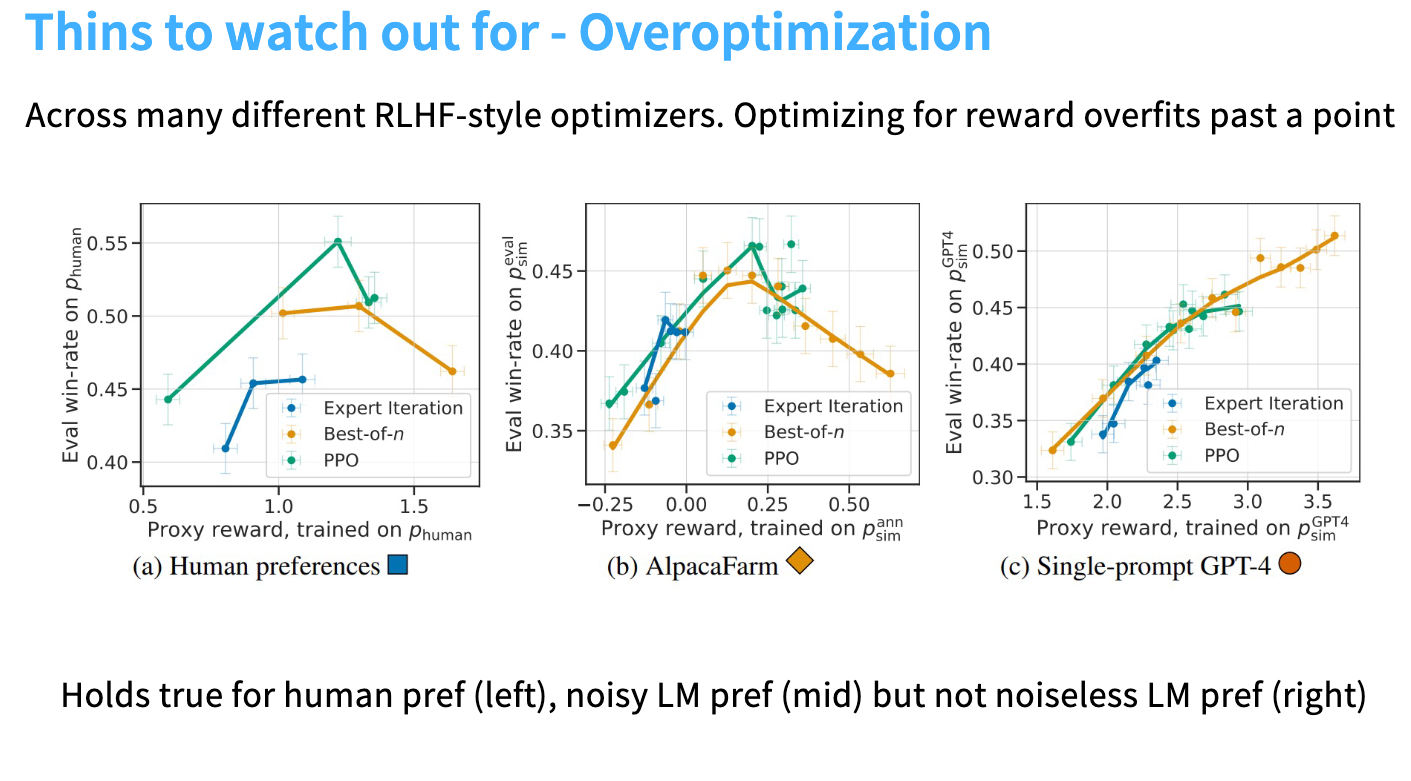 Thins to watch out for - Overoptimization
Across many different RLHF-style optimizers. Optimizing for reward overfits past a point
Eval win-rate on p_human
0.55
0.50
0.45
0.40
0.5
1.0
1.5
Expert Iteration
Best-of-n
PPO
Proxy reward, trained on p_human
(a) Human preferences
Eval win-rate on p_sim^eval
0.45
0.40
0.35
−0.25
0.00
0.25
0.50
Expert Iteration
Best-of-n
PPO
Proxy reward, trained on p_sim^ann
(b) AlpacaFarm
Eval win-rate on p_sim^GPT4
0.50
0.45
0.40
0.35
0.30
1.5
2.0
2.5
3.0
3.5
Expert Iteration
Best-of-n
PPO
Proxy reward, trained on p_sim^GPT4
(c) Single-prompt GPT-4
Holds true for human pref (left), noisy LM pref (mid) but not noiseless LM pref (right)